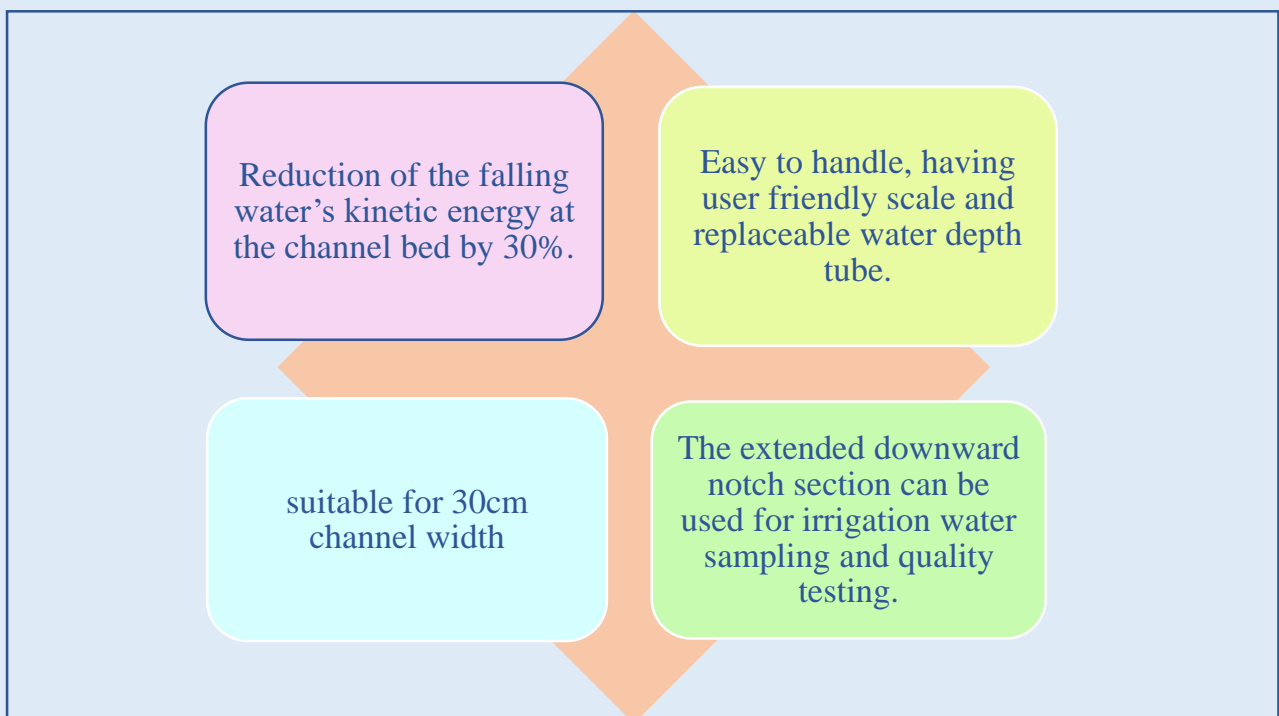 Reduction of the falling
water’s kinetic energy at
the channel bed by 30%.
Easy to handle, having
user friendly scale and
replaceable water depth
tube.
suitable for 30cm
channel width
The extended downward
notch section can be
used for irrigation water
sampling and quality
testing.